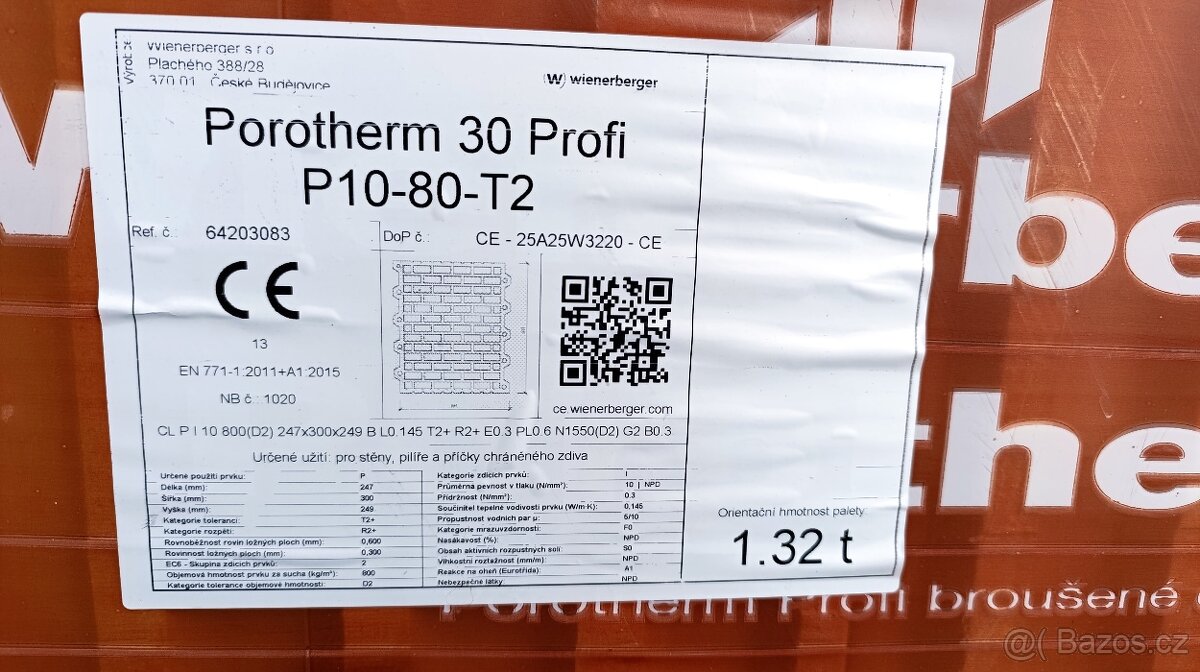 Výrobce
Wienerberger s r o
Plachého 388/28
370 01 České Budějovice
wienerberger
Porotherm 30 Profi
P10-80-T2
Ref. č.: 64203083
DoP č.: CE - 25A25W3220 - CE
CE
13
EN 771-1:2011+A1:2015
NB č.: 1020
ce.wienerberger.com
CL P I 10 800(D2) 247x300x249 B L0.145 T2+ R2+ E0.3 PL0.6 N1550(D2) G2 B0.3
Určené užití: pro stěny, pilíře a příčky chráněného zdiva
Určené použití prvku: P
Délka (mm): 247
Šířka (mm): 300
Výška (mm): 249
Kategorie tolerancí: T2+
Kategorie rozpětí: R2+
Rovnoběžnost rovin ložných ploch (mm): 0,600
Rovinnost ložných ploch (mm): 0,300
EC6 - Skupina zdicích prvků: 2
Objemová hmotnost prvku za sucha (kg/m³): 800
Kategorie tolerance objemové hmotnosti: D2
Kategorie zdicích prvků: I
Průměrná pevnost v tlaku (N/mm²): 10 | NPD
Přídržnost (N/mm²): 0.3
Součinitel tepelné vodivosti prvku (W/m·K): 0,145
Propustnost vodních par µ: 5/10
Kategorie mrazuvzdornosti: F0
Nasákavost (%): NPD
Obsah aktivních rozpustných solí: S0
Vlhkostní roztažnost (mm/m): NPD
Reakce na oheň (Eurotřída): A1
Nebezpečné látky: NPD
Orientační hmotnost palety:
1.32 t
rbe
the
Porotherm Profi broušené
@( Bazos.cz